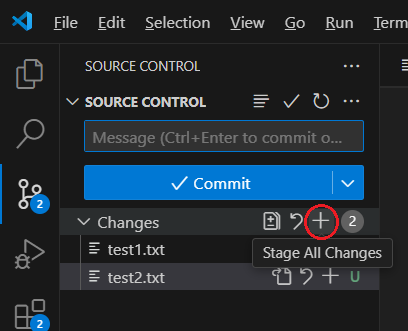 File Edit Selection View Go Run Term
SOURCE CONTROL
SOURCE CONTROL
Message (Ctrl+Enter to commit o...
Commit
2
Changes 2
Stage All Changes
test1.txt
test2.txt U
2